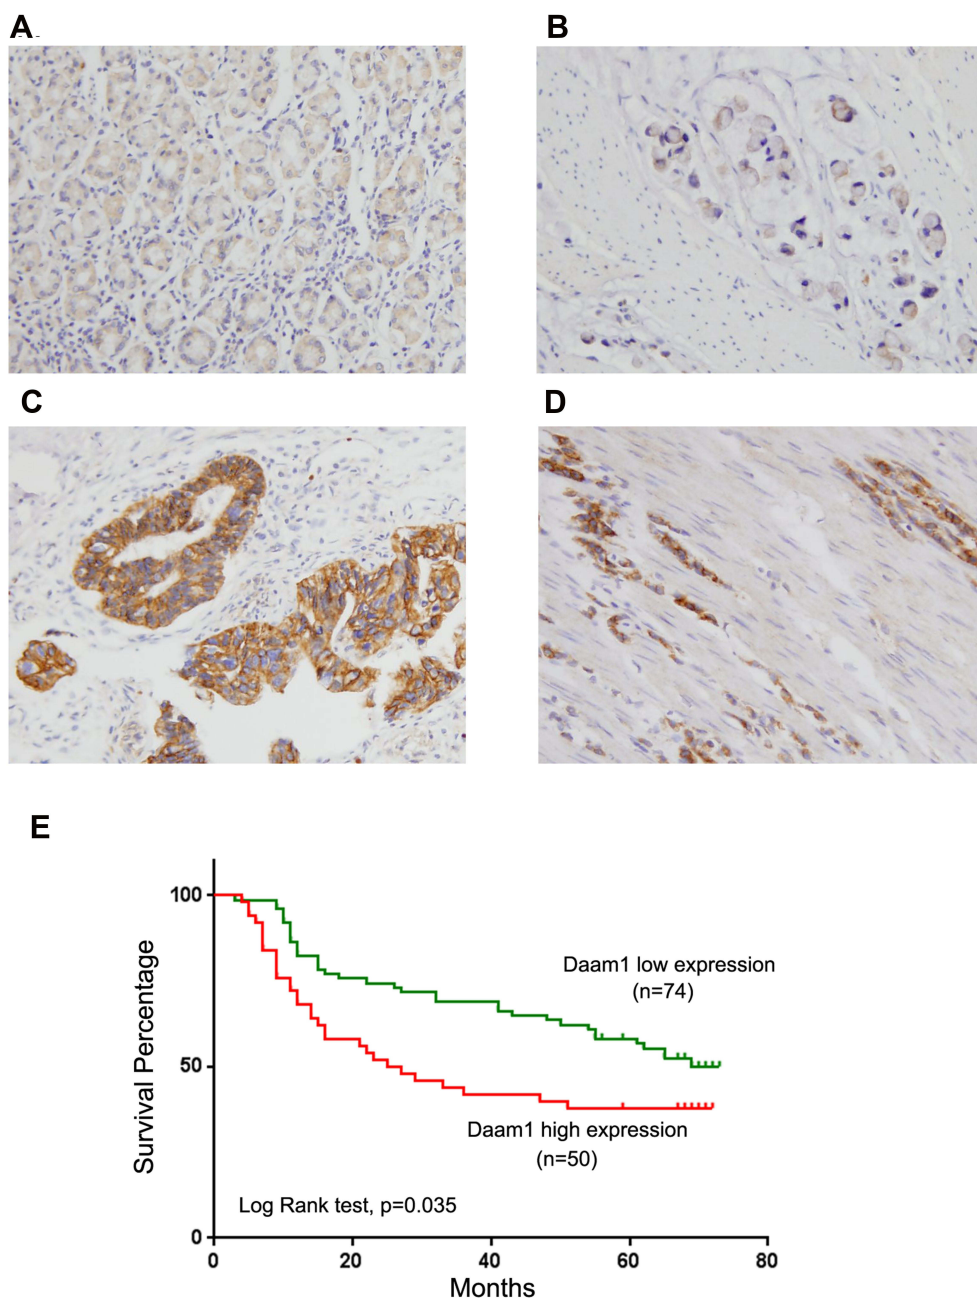 A
B
C
D
E
100
50
0
Survival Percentage
Daam1 low expression
(n=74)
Daam1 high expression
(n=50)
Log Rank test, p=0.035
0
20
40
60
80
Months